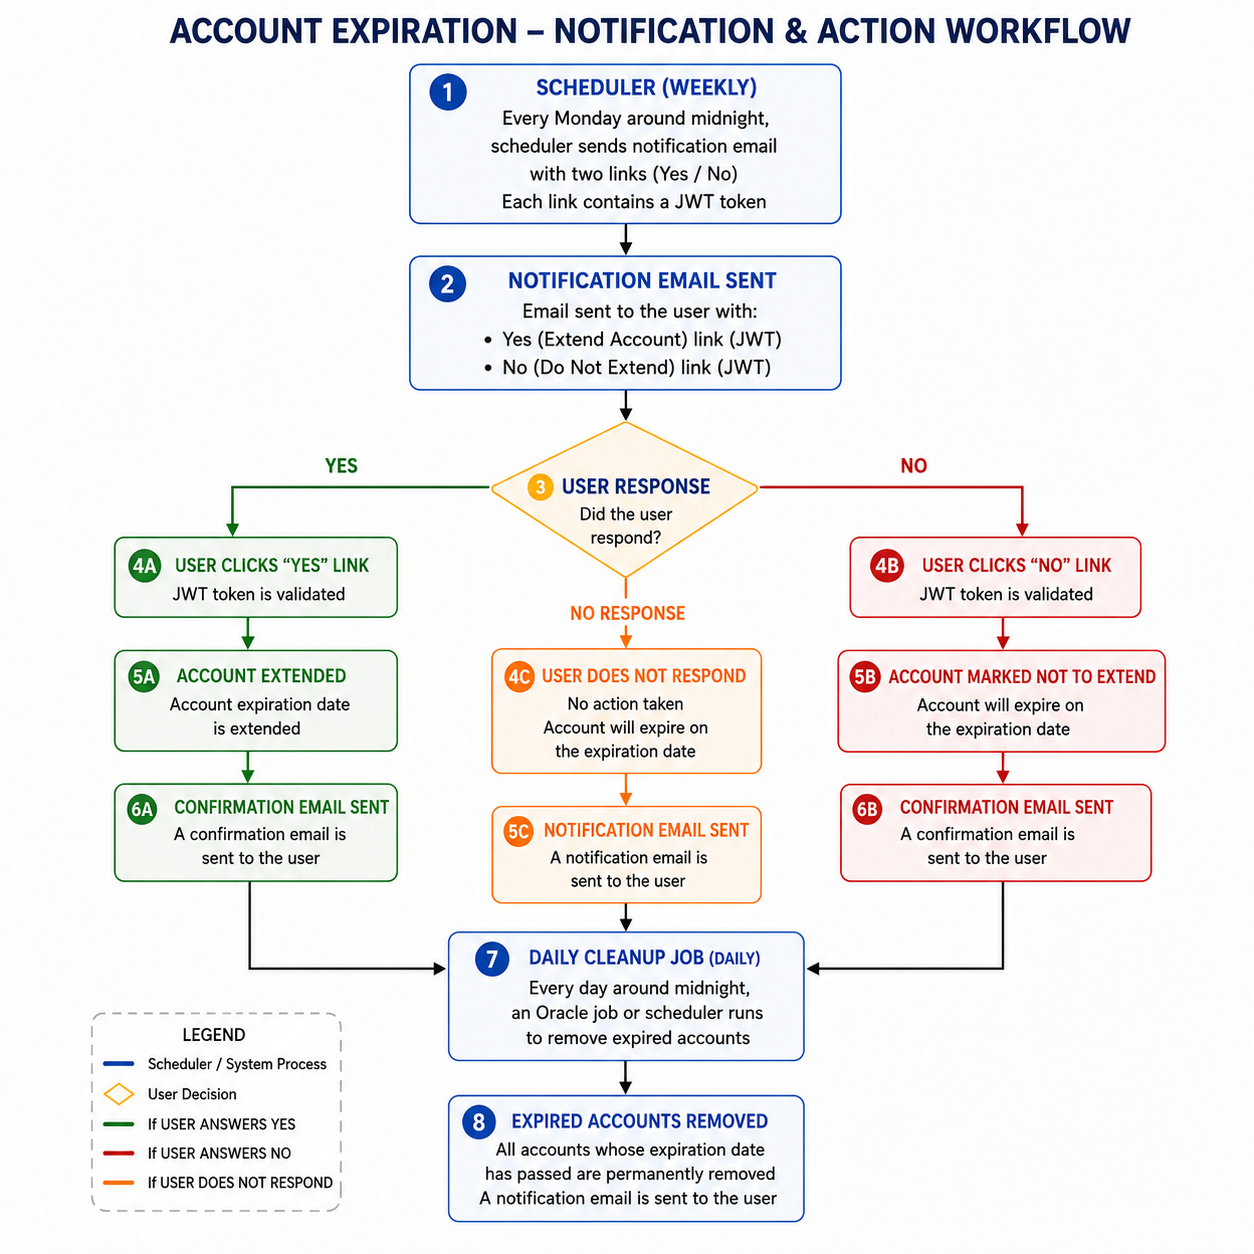 ACCOUNT EXPIRATION – NOTIFICATION & ACTION WORKFLOW
1
SCHEDULER (WEEKLY)
Every Monday around midnight,
scheduler sends notification email
with two links (Yes / No)
Each link contains a JWT token
2
NOTIFICATION EMAIL SENT
Email sent to the user with:
• Yes (Extend Account) link (JWT)
• No (Do Not Extend) link (JWT)
3 USER RESPONSE
Did the user
respond?
YES
4A USER CLICKS “YES” LINK
JWT token is validated
5A ACCOUNT EXTENDED
Account expiration date
is extended
6A CONFIRMATION EMAIL SENT
A confirmation email is
sent to the user
NO RESPONSE
4C USER DOES NOT RESPOND
No action taken
Account will expire on
the expiration date
5C NOTIFICATION EMAIL SENT
A notification email is
sent to the user
NO
4B USER CLICKS “NO” LINK
JWT token is validated
5B ACCOUNT MARKED NOT TO EXTEND
Account will expire on
the expiration date
6B CONFIRMATION EMAIL SENT
A confirmation email is
sent to the user
7 DAILY CLEANUP JOB (DAILY)
Every day around midnight,
an Oracle job or scheduler runs
to remove expired accounts
8 EXPIRED ACCOUNTS REMOVED
All accounts whose expiration date
has passed are permanently removed
A notification email is sent to the user
LEGEND
Scheduler / System Process
User Decision
If USER ANSWERS YES
If USER ANSWERS NO
If USER DOES NOT RESPOND